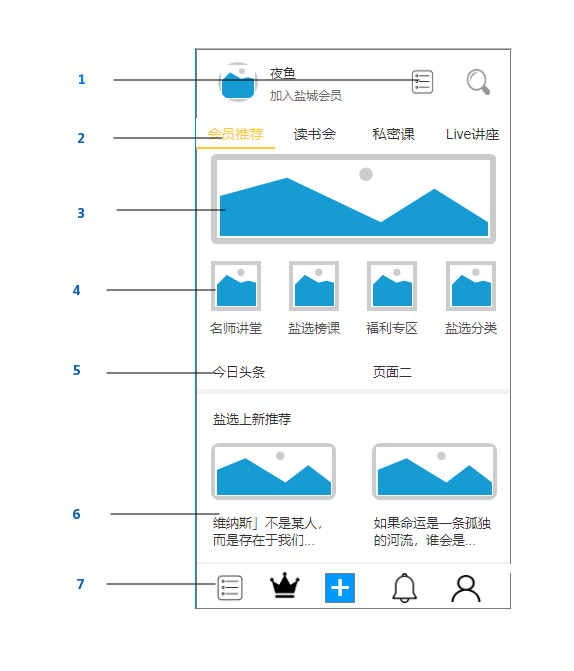 1
夜鱼
加入盐城会员
2
会员推荐 读书会 私密课 Live讲座
3
4
名师讲堂 盐选榜课 福利专区 盐选分类
5
今日头条 页面二
盐选上新推荐
6
维纳斯」不是某人, 如果命运是一条孤独
而是存在于我们... 的河流，谁会是...
7